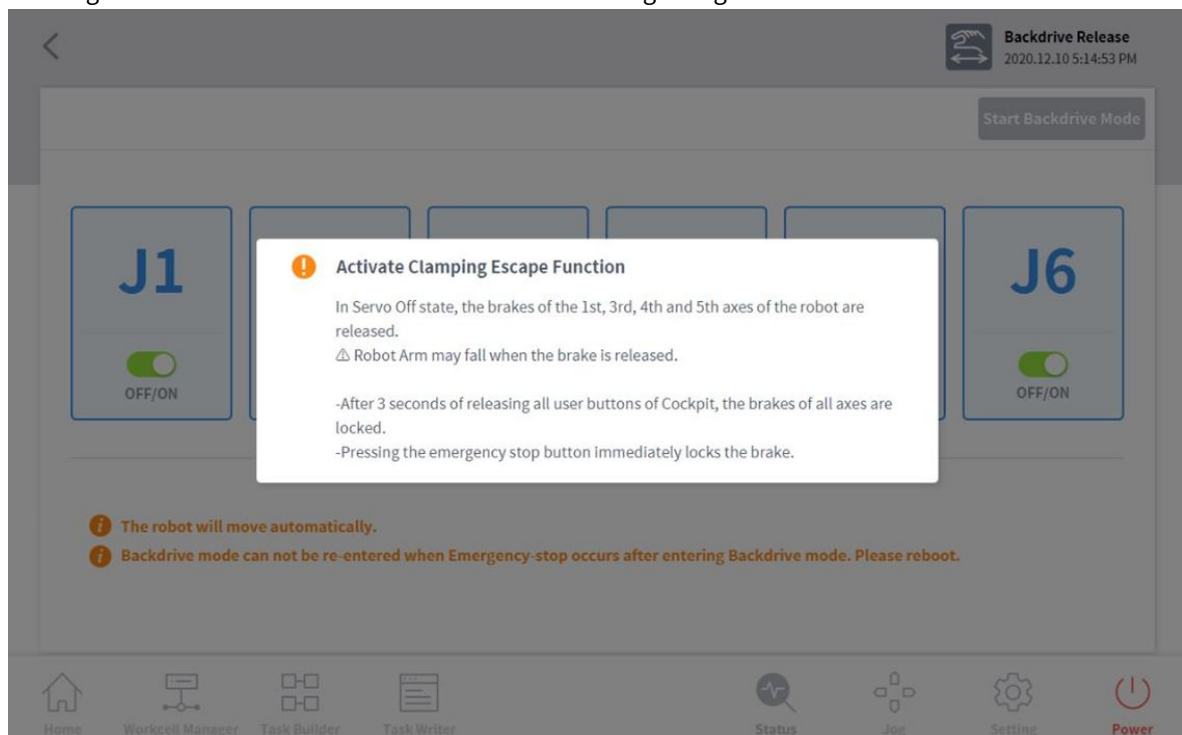 Backdrive Release
2020.12.10 5:14:53 PM
Start Backdrive Mode
J1
OFF/ON
J6
OFF/ON
Activate Clamping Escape Function
In Servo Off state, the brakes of the 1st, 3rd, 4th and 5th axes of the robot are
released.
⚠ Robot Arm may fall when the brake is released.
-After 3 seconds of releasing all user buttons of Cockpit, the brakes of all axes are
locked.
-Pressing the emergency stop button immediately locks the brake.
The robot will move automatically.
Backdrive mode can not be re-entered when Emergency-stop occurs after entering Backdrive mode. Please reboot.
Home Workcell Manager Task Builder Task Writer Status Jog Setting Power